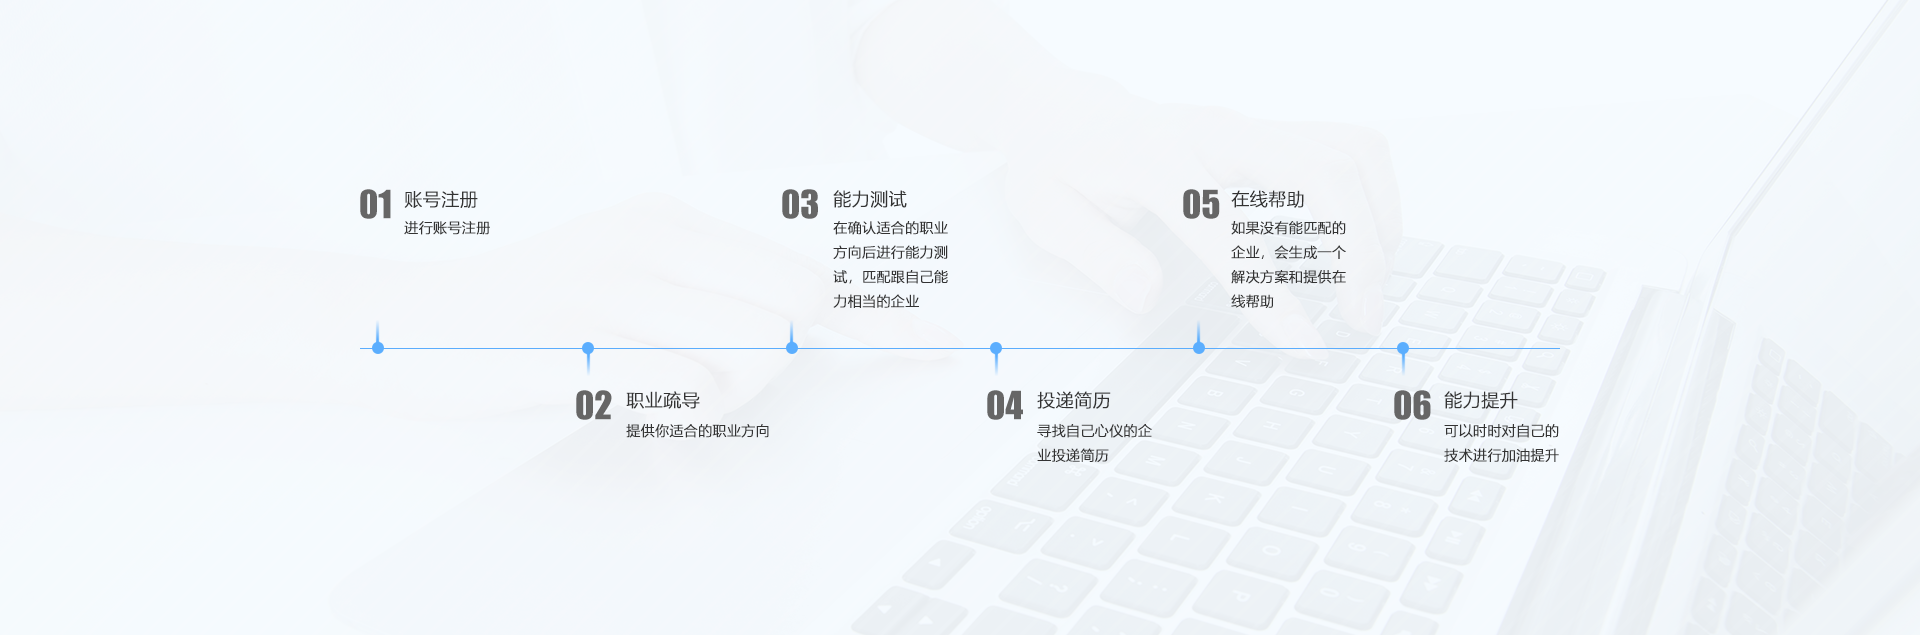 01
账号注册
进行账号注册
02
职业疏导
提供你适合的职业方向
03
能力测试
在确认适合的职业
方向后进行能力测
试，匹配跟自己能
力相当的企业
04
投递简历
寻找自己心仪的企
业投递简历
05
在线帮助
如果没有能匹配的
企业，会生成一个
解决方案和提供在
线帮助
06
能力提升
可以时时对自己的
技术进行加油提升